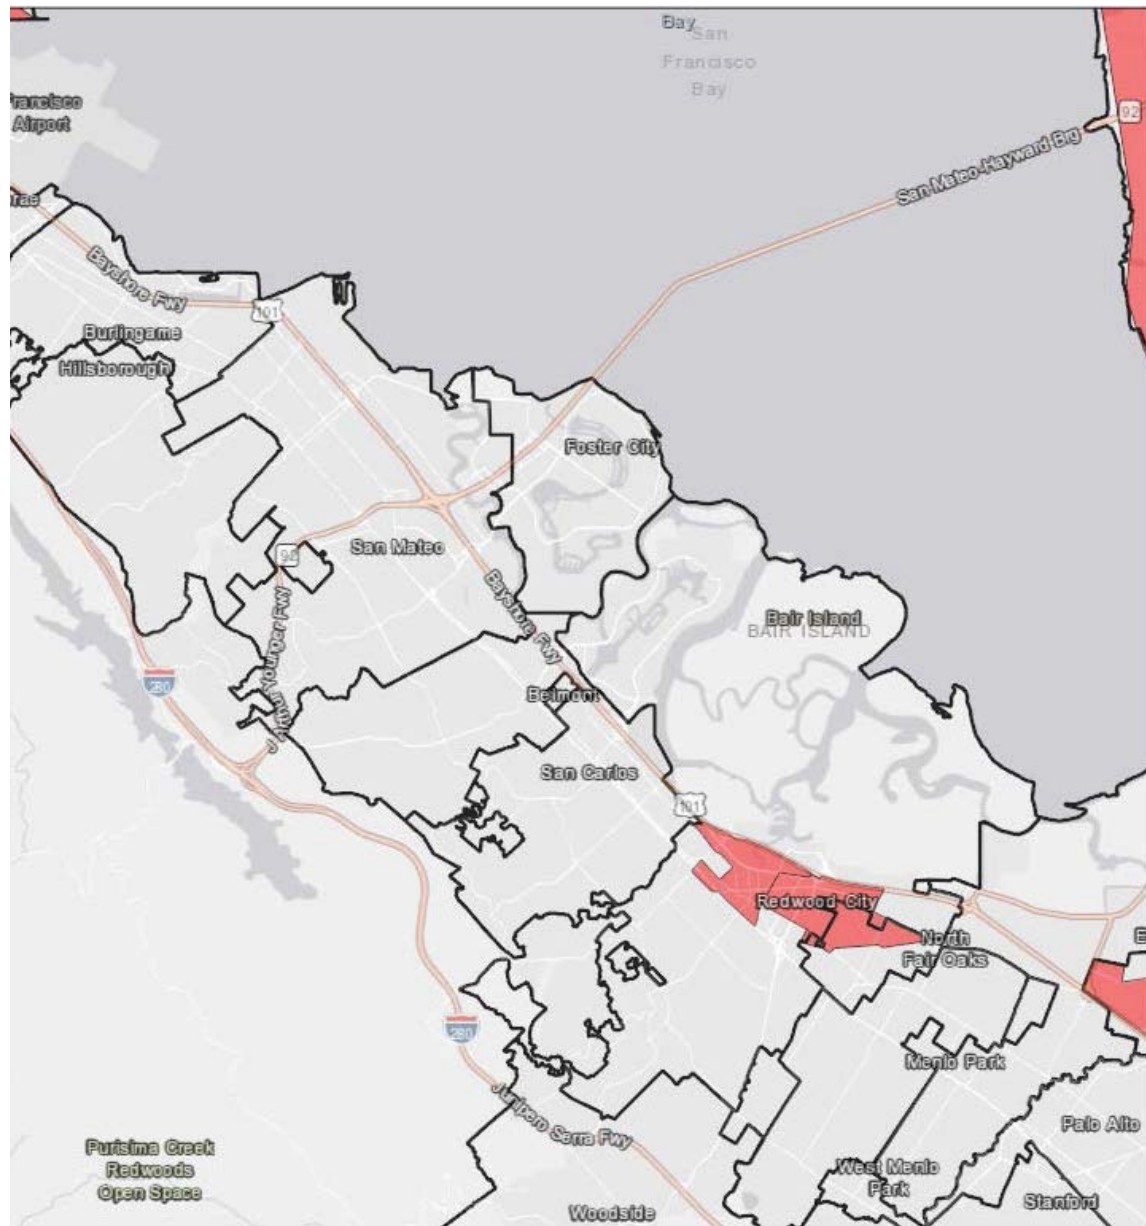 Bay
San
Francisco
Bay
Francisco
Airport
92
San Mateo-Hayward Brg
rae
Bayshore Fwy
101
Burlingame
Hillsborough
Foster City
92
San Mateo
Bayshore Fwy
Bair Island
BAIR ISLAND
J Arthur Younger Fwy
280
Belmont
San Carlos
101
Redwood City
North
Fair Oaks
E
280
Menlo Park
Junipero Serra Fwy
Palo Alto
Purisima Creek
Redwoods
Open Space
West Menlo
Park
Stanford
Woodside